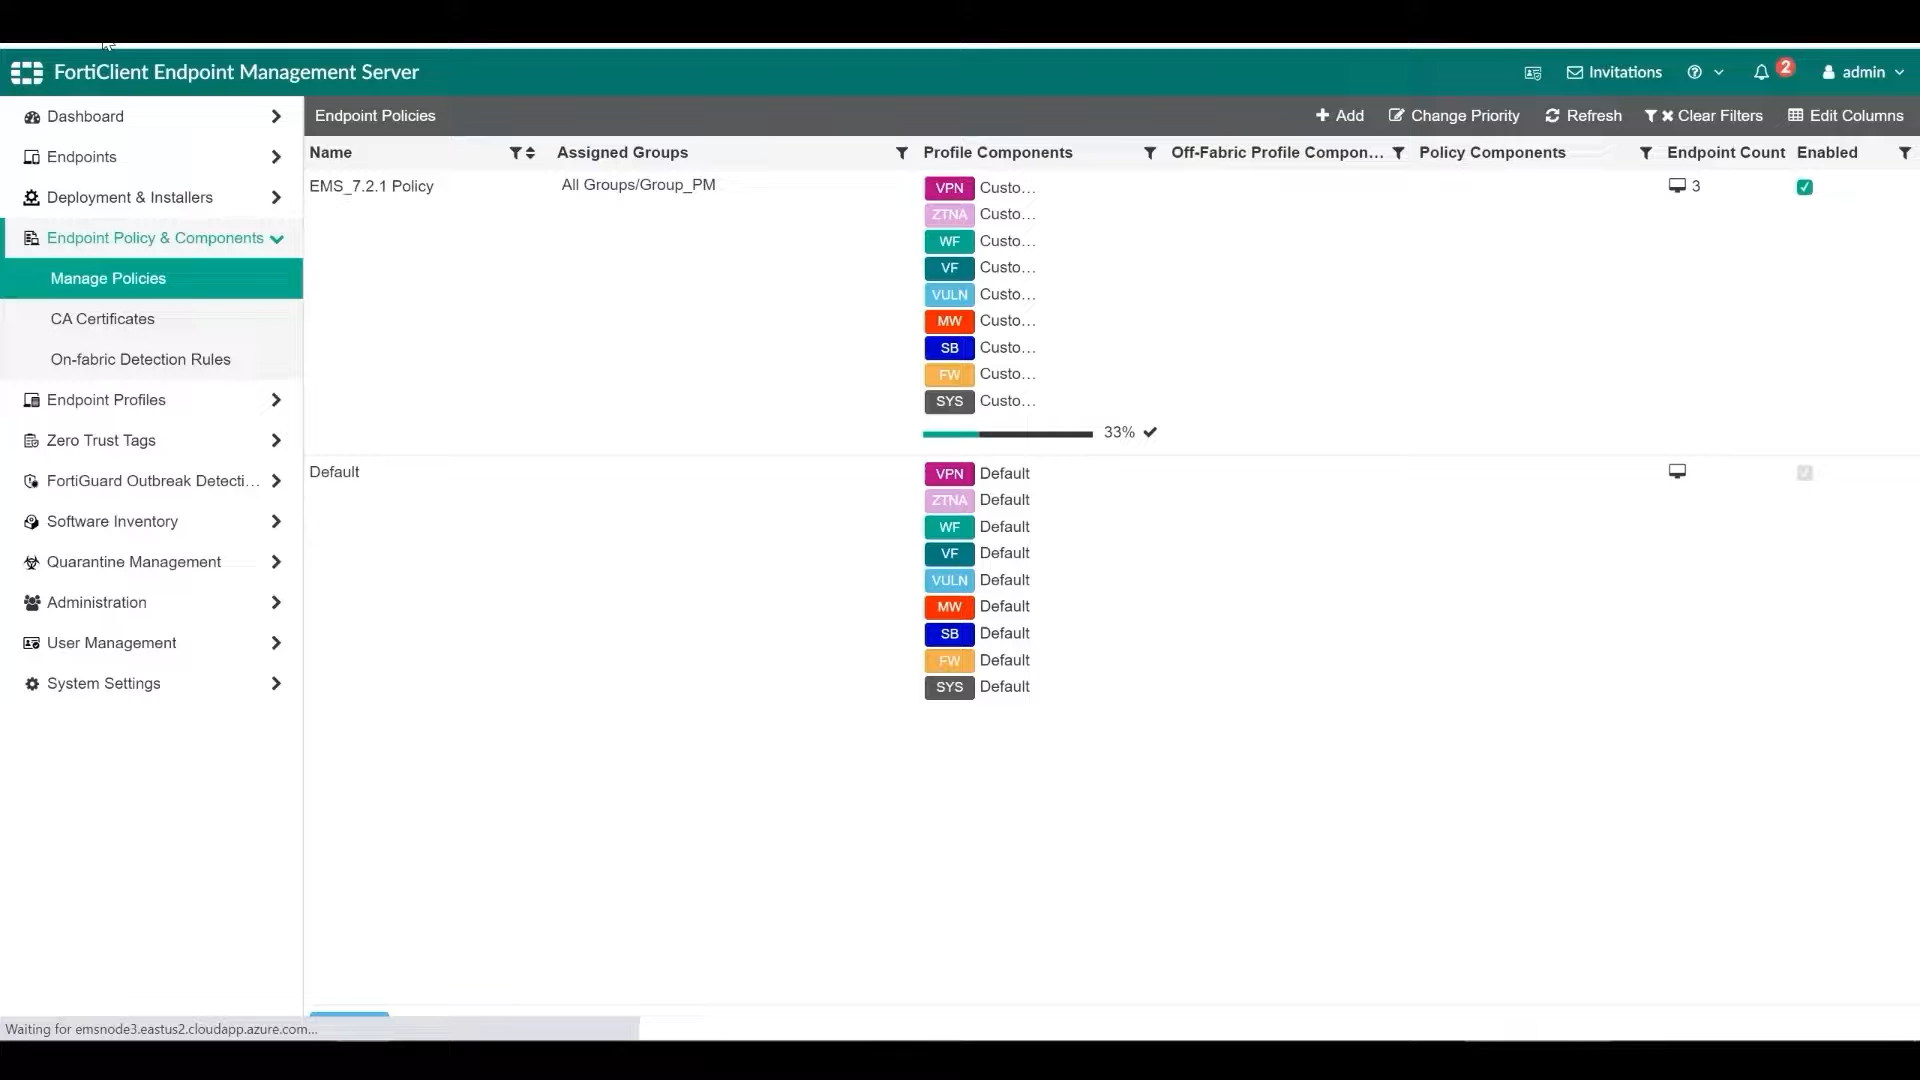 FortiClient Endpoint Management Server
Invitations
2
admin
Dashboard
Endpoints
Deployment & Installers
Endpoint Policy & Components
Manage Policies
CA Certificates
On-fabric Detection Rules
Endpoint Profiles
Zero Trust Tags
FortiGuard Outbreak Detecti...
Software Inventory
Quarantine Management
Administration
User Management
System Settings
Endpoint Policies
Add
Change Priority
Refresh
Clear Filters
Edit Columns
Name
Assigned Groups
Profile Components
Off-Fabric Profile Compon...
Policy Components
Endpoint Count
Enabled
EMS_7.2.1 Policy
All Groups/Group_PM
VPN Custo...
ZTNA Custo...
WF Custo...
VF Custo...
VULN Custo...
MW Custo...
SB Custo...
FW Custo...
SYS Custo...
33%
3
Default
VPN Default
ZTNA Default
WF Default
VF Default
VULN Default
MW Default
SB Default
FW Default
SYS Default
Waiting for emsnode3.eastus2.cloudapp.azure.com...